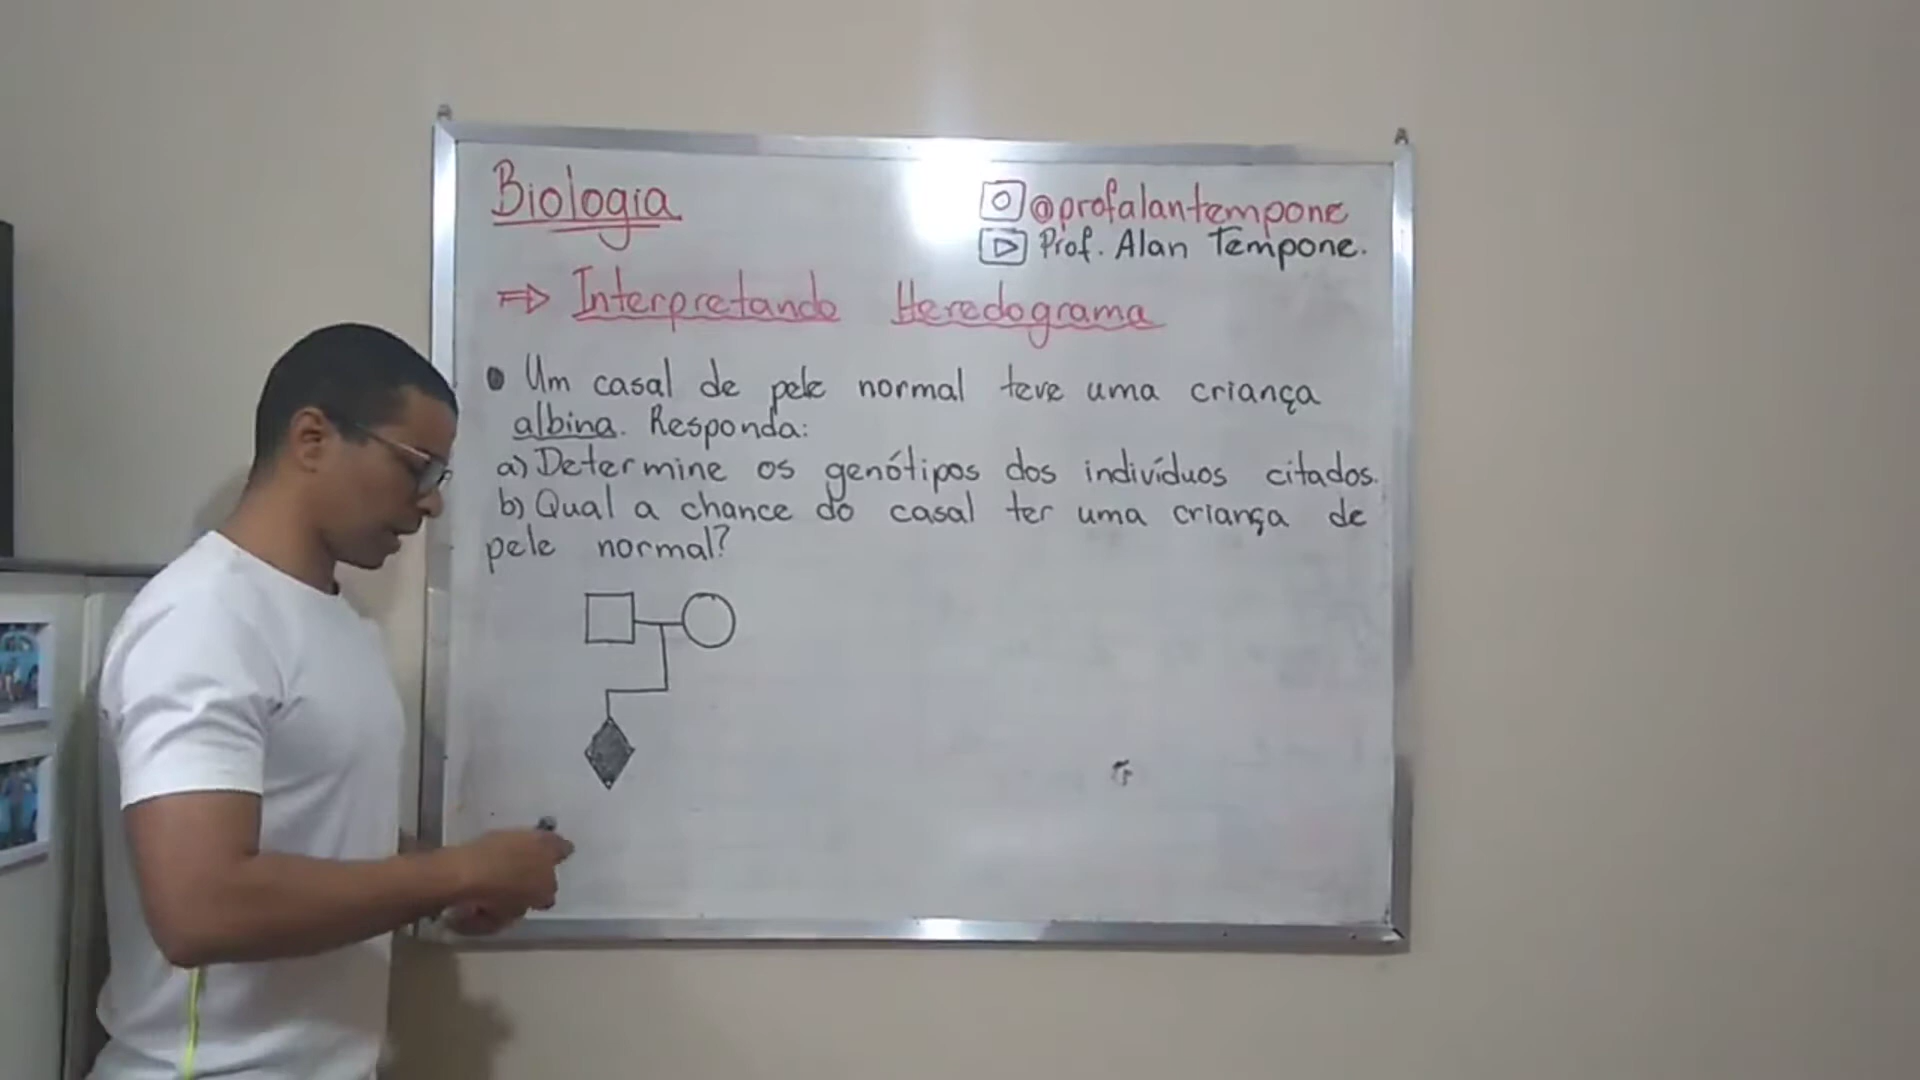 Biologia
@profalantempone
Prof. Alan Tempone.
⇒ Interpretando Heredograma
• Um casal de pele normal teve uma criança
albina. Responda:
a) Determine os genótipos dos indivíduos citados.
b) Qual a chance do casal ter uma criança de
pele normal?